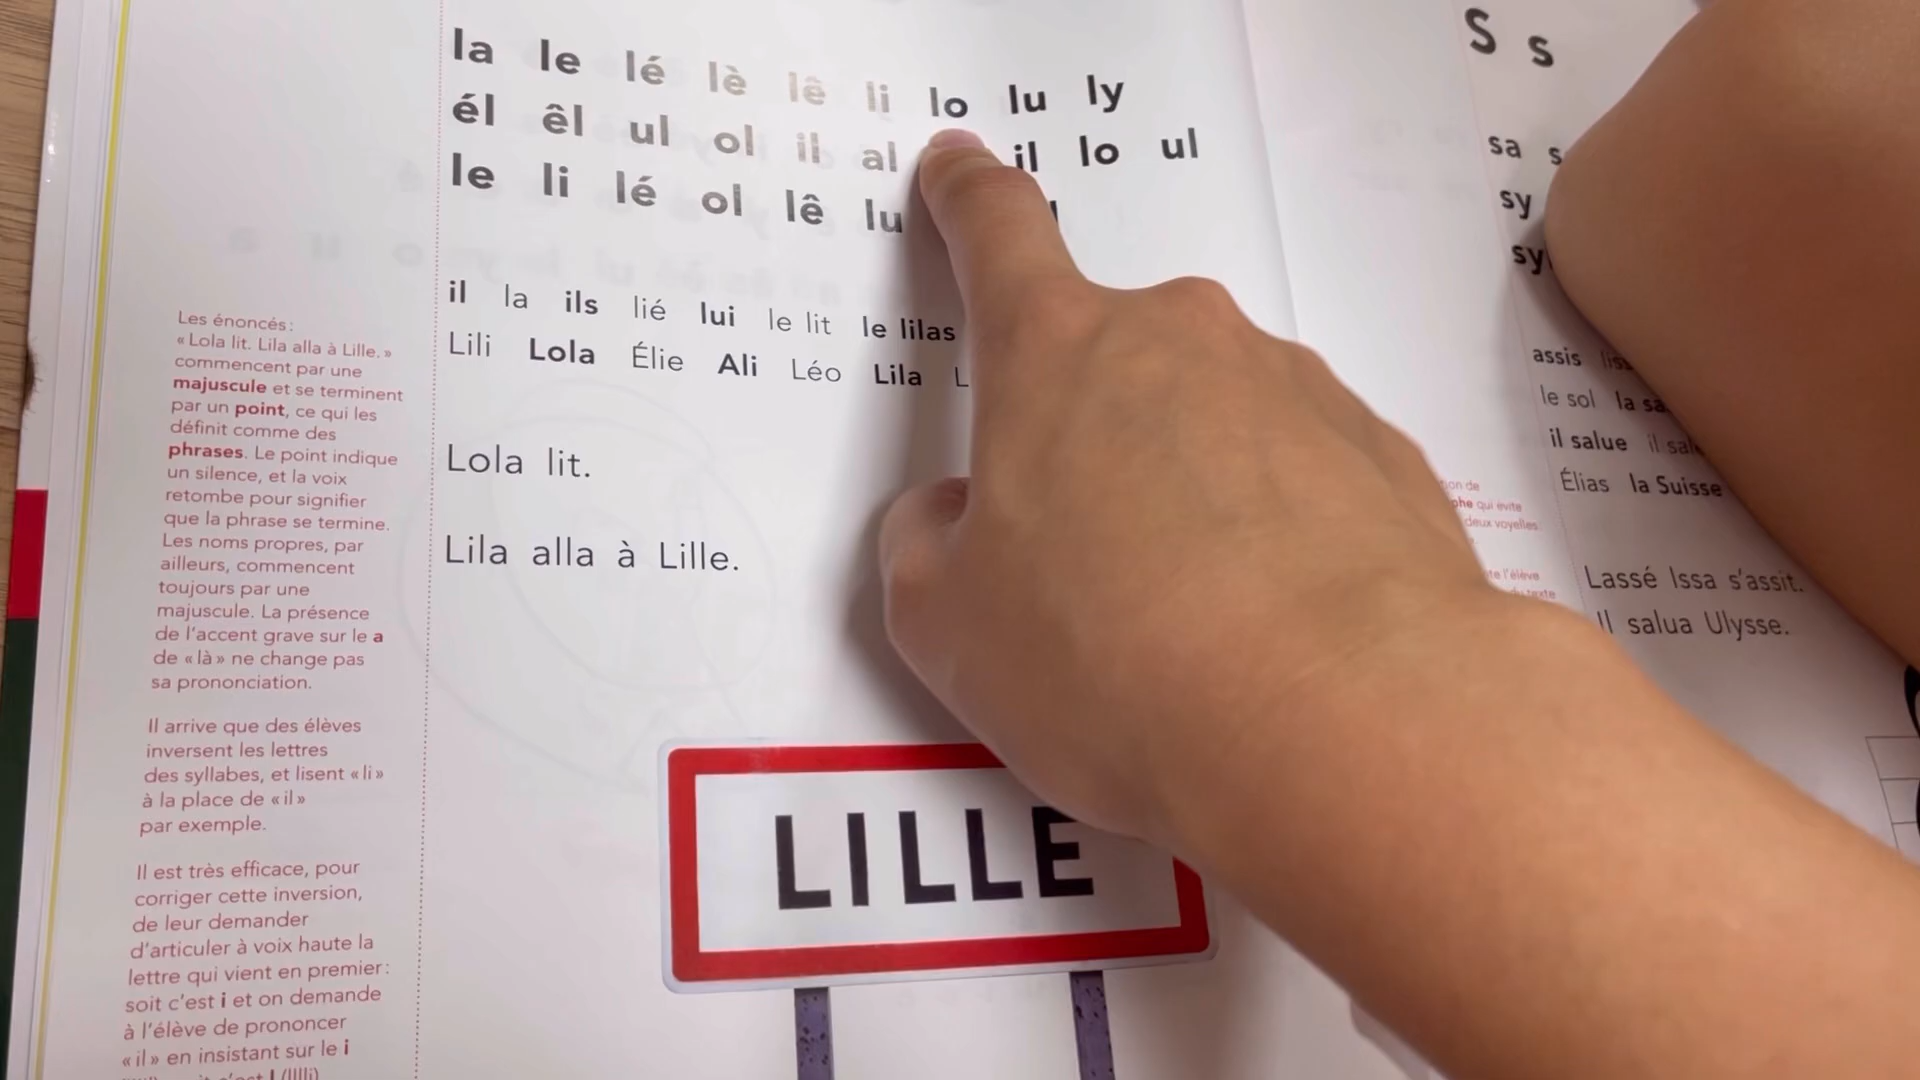 la le lé lè lê li lo lu ly
él êl ul ol il al il lo ul
le li lé ol lê lu
il la ils lié lui le lit le lilas
Lili Lola Élie Ali Léo Lila
Lola lit.
Lila alla à Lille.
LILLE
Les énoncés :
« Lola lit. Lila alla à Lille. »
commencent par une
majuscule et se terminent
par un point, ce qui les
définit comme des
phrases. Le point indique
un silence, et la voix
retombe pour signifier
que la phrase se termine.
Les noms propres, par
ailleurs, commencent
toujours par une
majuscule. La présence
de l'accent grave sur le a
de « là » ne change pas
sa prononciation.
Il arrive que des élèves
inversent les lettres
des syllabes, et lisent « li »
à la place de « il »
par exemple.
Il est très efficace, pour
corriger cette inversion,
de leur demander
d'articuler à voix haute la
lettre qui vient en premier :
soit c'est i et on demande
à l'élève de prononcer
« il » en insistant sur le i
S s
sa
sy
assis
le sol la
il salue il
Élias la Suisse
de
qui évite
deux voyelles
l'élève
Lassé Issa s'assit.
Il salua Ulysse.